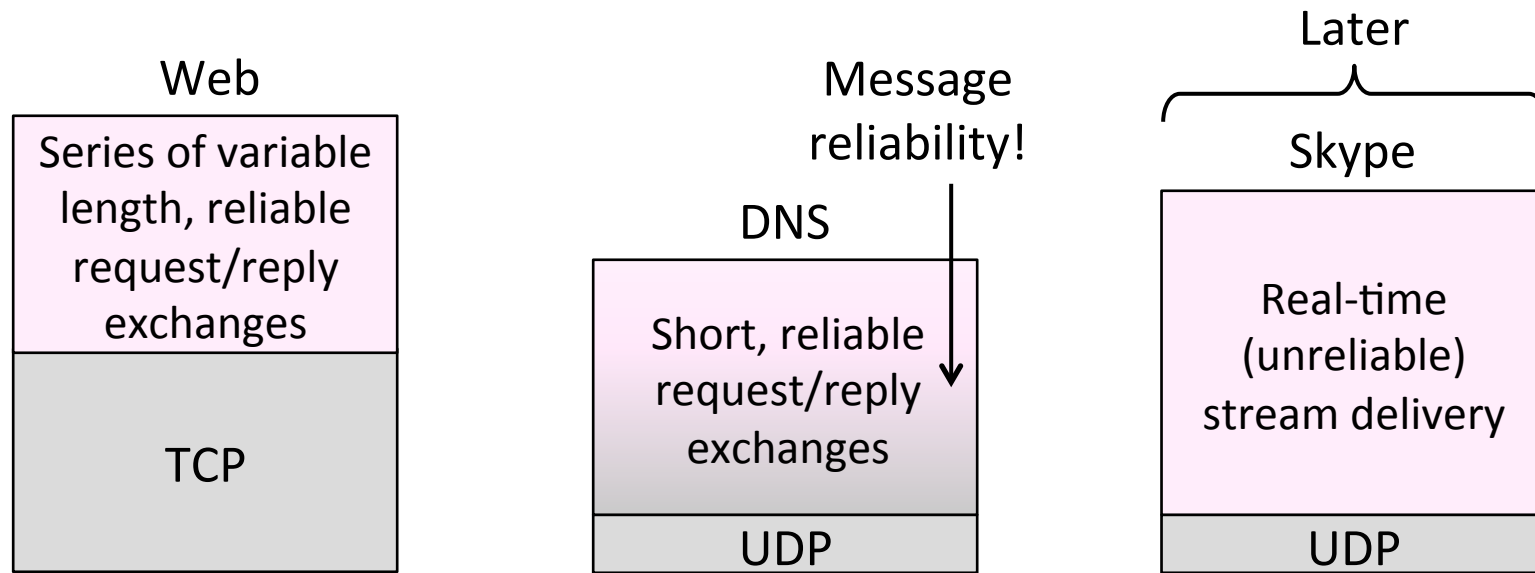 Web
Series of variable
length, reliable
request/reply
exchanges
TCP
Message
reliability!
DNS
Short, reliable
request/reply
exchanges
UDP
Later
Skype
Real-time
(unreliable)
stream delivery
UDP